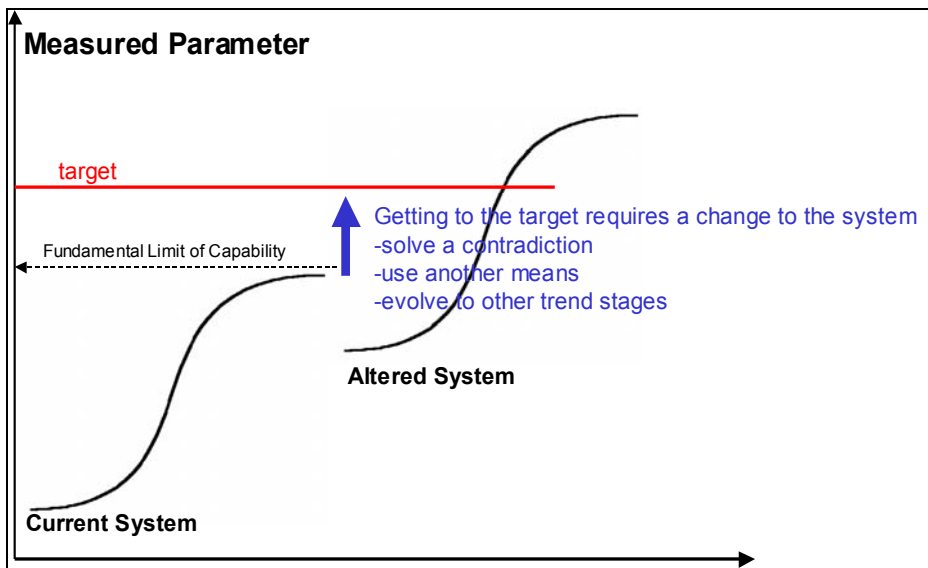 Measured Parameter
target
Getting to the target requires a change to the system
-solve a contradiction
-use another means
-evolve to other trend stages
Fundamental Limit of Capability
Altered System
Current System